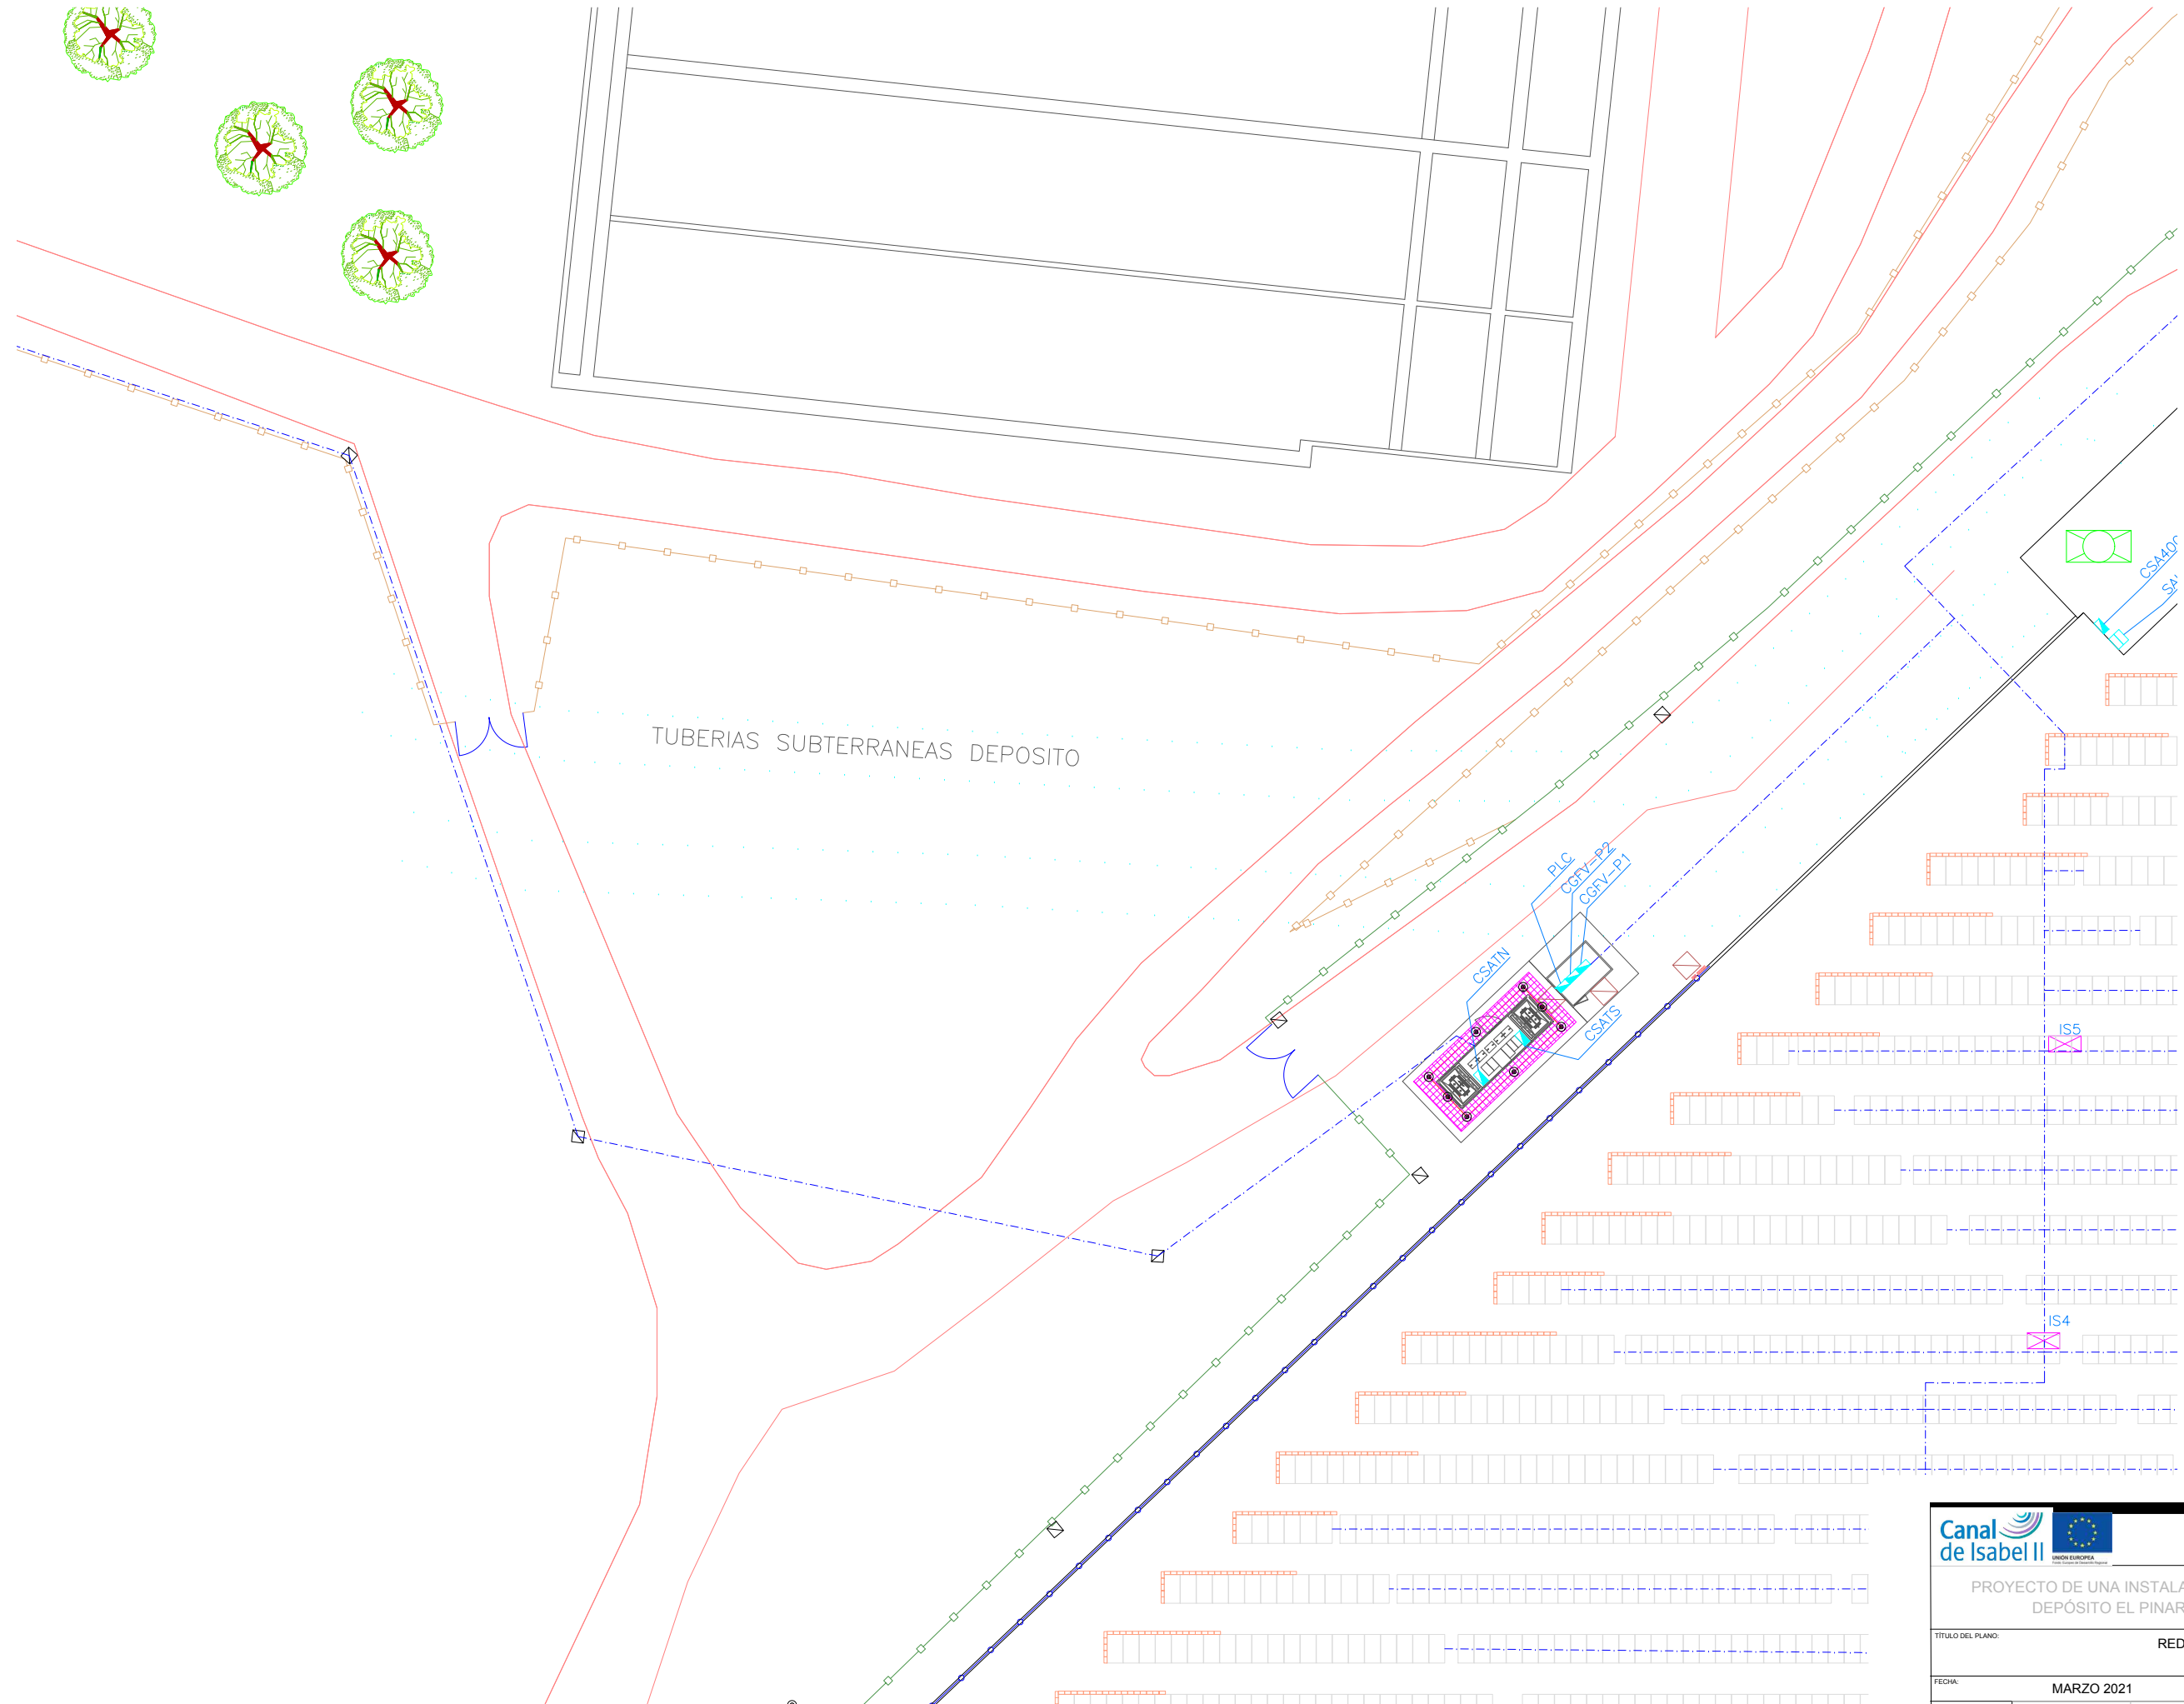 CSA400
TUBERIAS SUBTERRANEAS DEPOSITO
PLC
CGFV-P2
CGFV-P1
CSATN
CSATS
IS5
IS4
Canal
de Isabel II
UNIÓN EUROPEA
PROYECTO DE UNA INSTALA
DEPÓSITO EL PINAR
TÍTULO DEL PLANO:
RED
FECHA:
MARZO 2021